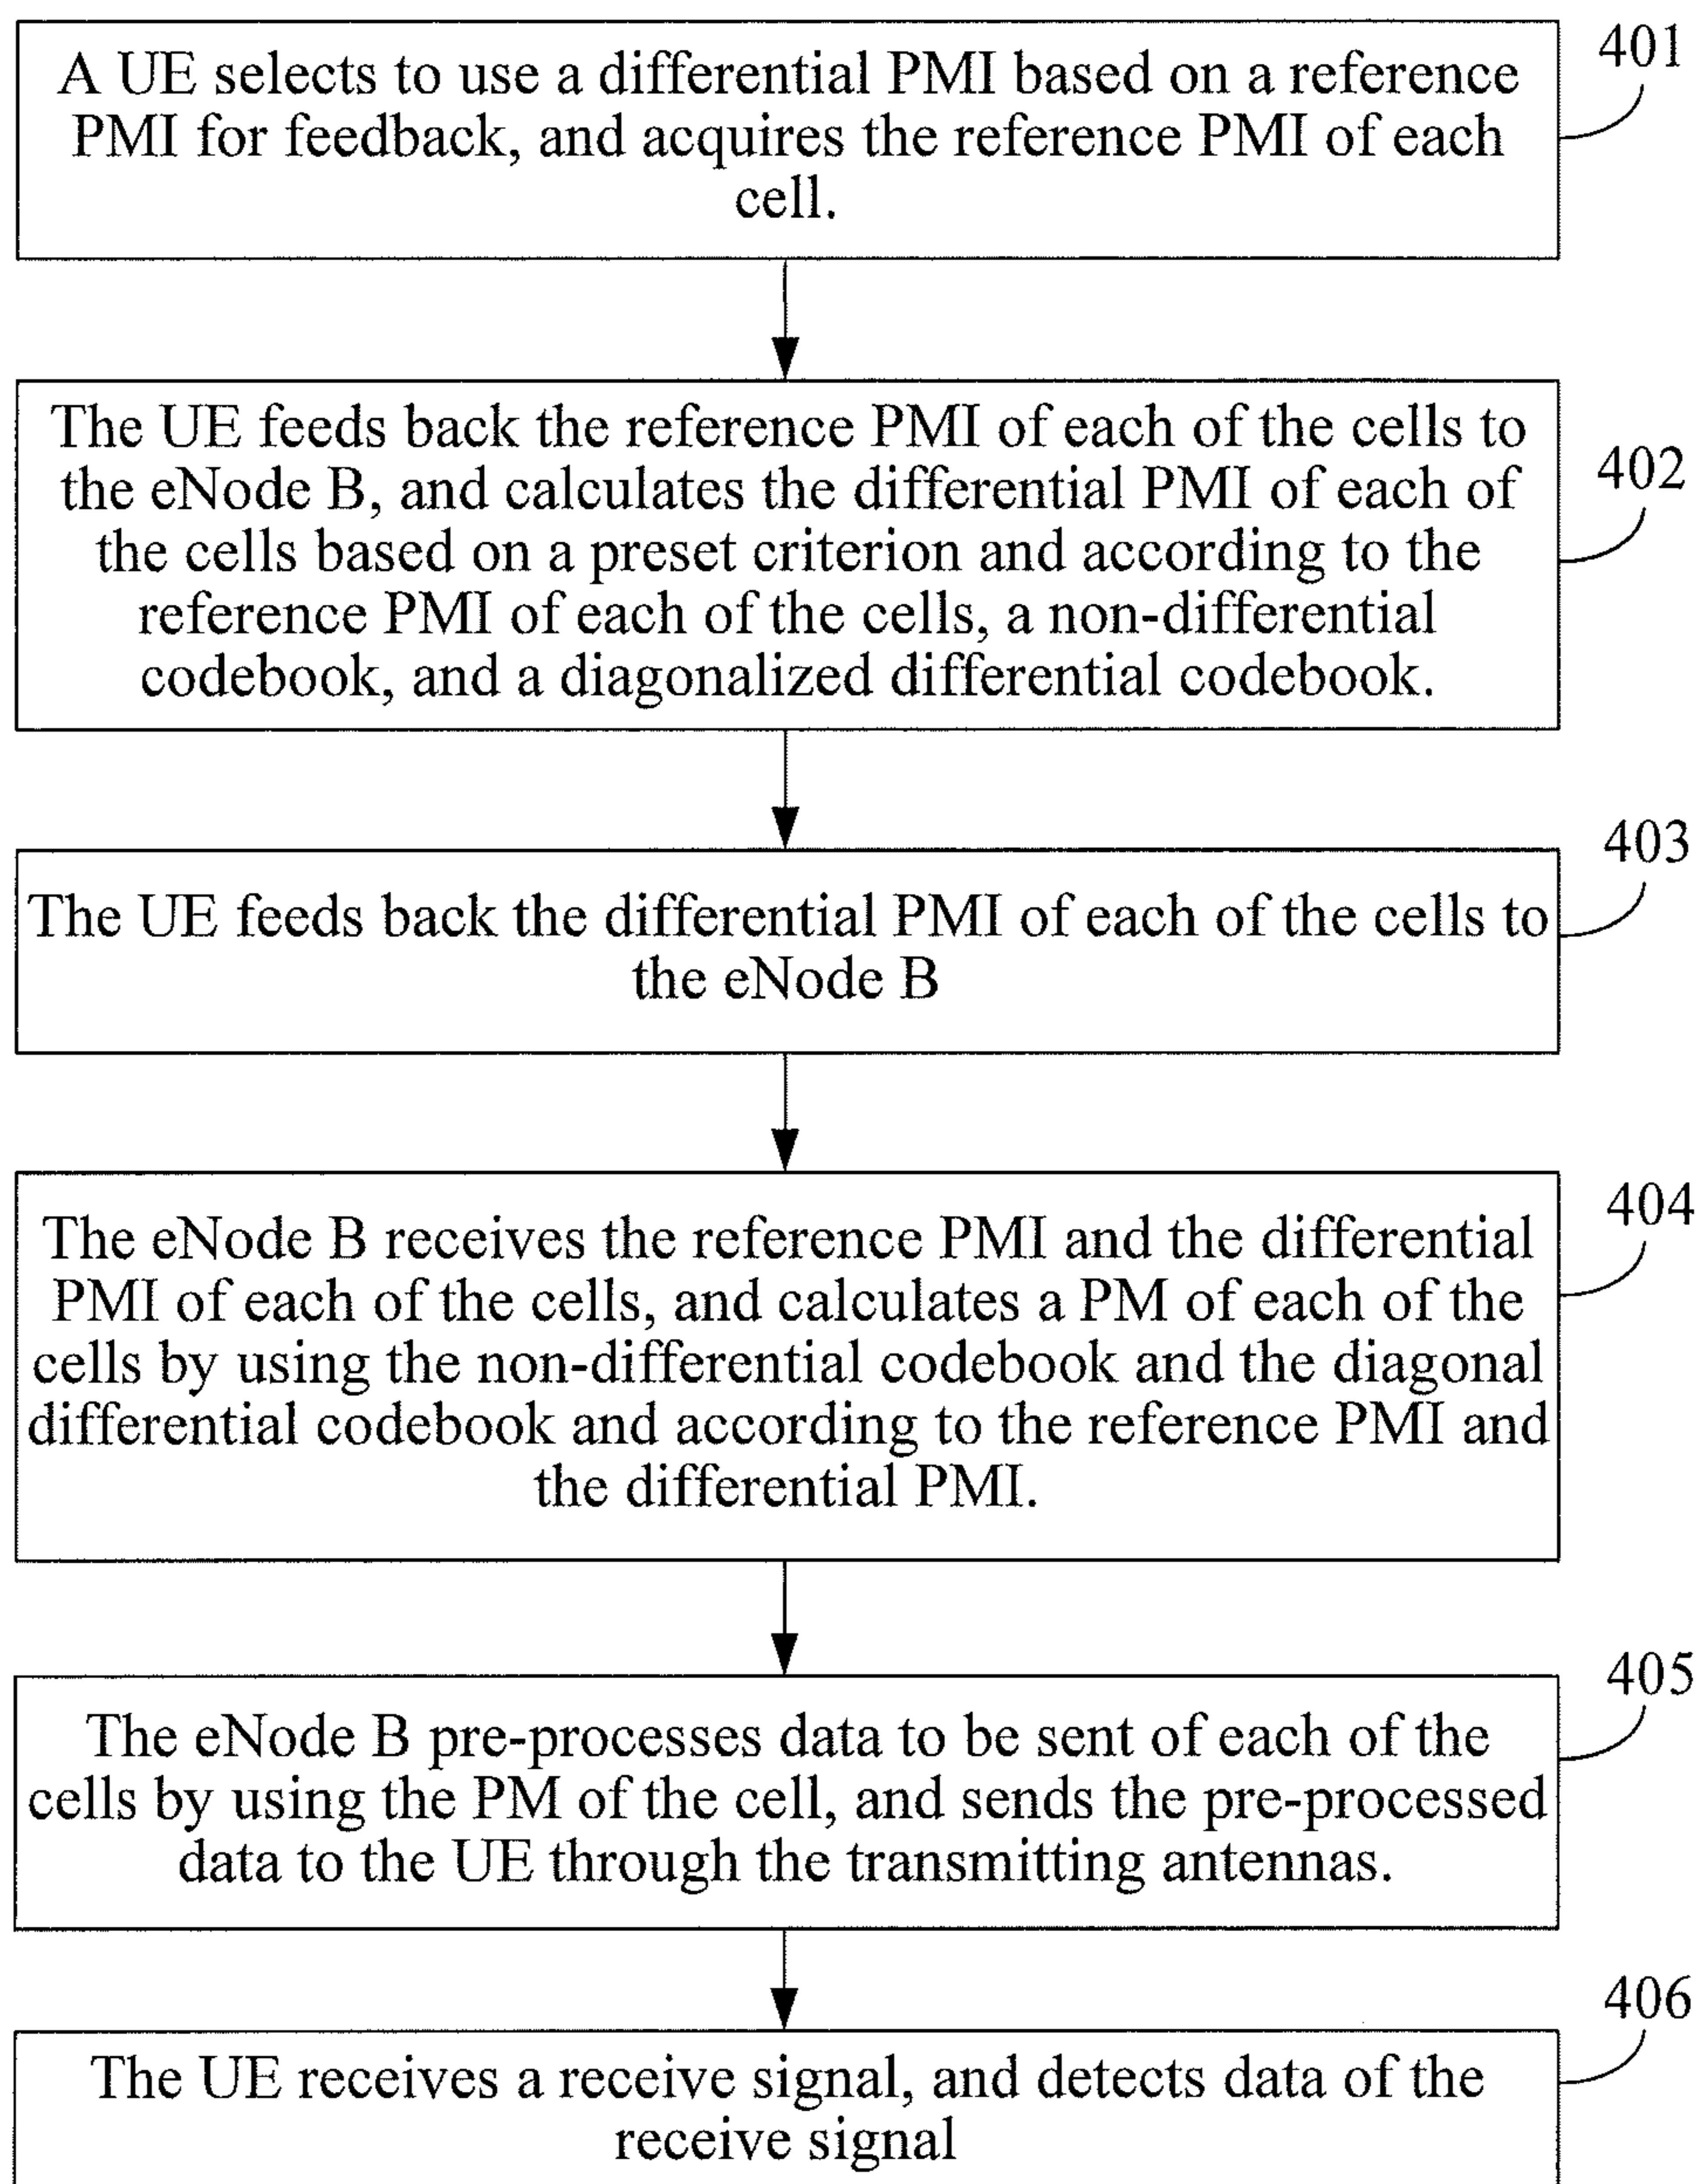 401
A UE selects to use a differential PMI based on a reference
PMI for feedback, and acquires the reference PMI of each
cell.
402
The UE feeds back the reference PMI of each of the cells to
the eNode B, and calculates the differential PMI of each of
the cells based on a preset criterion and according to the
reference PMI of each of the cells, a non-differential
codebook, and a diagonalized differential codebook.
403
The UE feeds back the differential PMI of each of the cells to
the eNode B
404
The eNode B receives the reference PMI and the differential
PMI of each of the cells, and calculates a PM of each of the
cells by using the non-differential codebook and the diagonal
differential codebook and according to the reference PMI and
the differential PMI.
405
The eNode B pre-processes data to be sent of each of the
cells by using the PM of the cell, and sends the pre-processed
data to the UE through the transmitting antennas.
406
The UE receives a receive signal, and detects data of the
receive signal